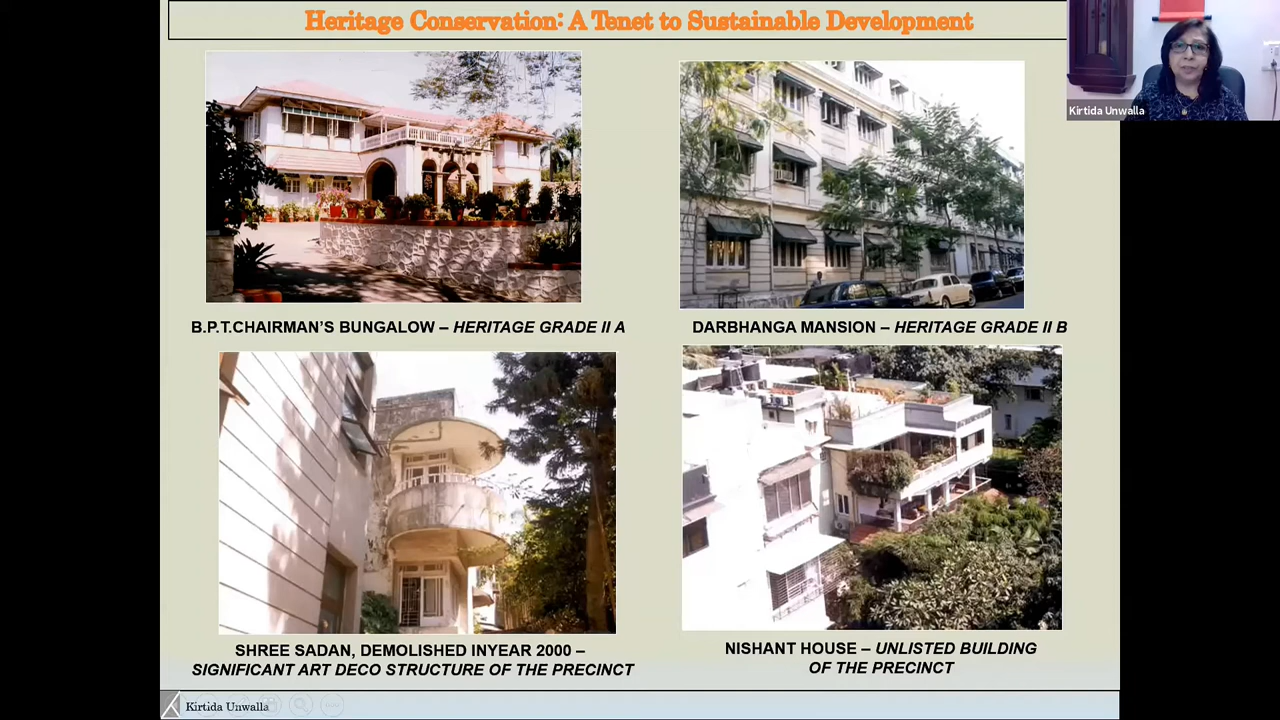 Heritage Conservation: A Tenet to Sustainable Development
Kirtida Unwalla
B.P.T.CHAIRMAN'S BUNGALOW – HERITAGE GRADE II A
DARBHANGA MANSION – HERITAGE GRADE II B
SHREE SADAN, DEMOLISHED INYEAR 2000 –
SIGNIFICANT ART DECO STRUCTURE OF THE PRECINCT
NISHANT HOUSE – UNLISTED BUILDING
OF THE PRECINCT
Kirtida Unwalla